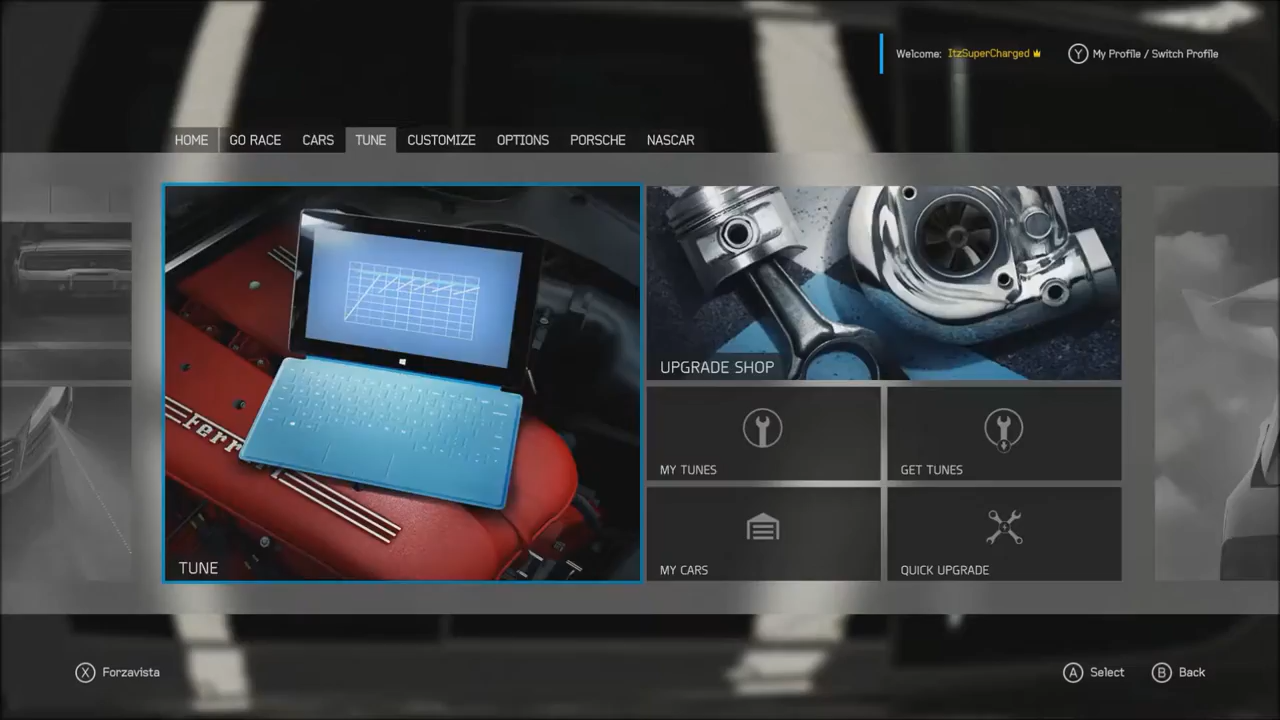 Welcome: ItzSuperCharged
Y My Profile / Switch Profile
HOME GO RACE CARS TUNE CUSTOMIZE OPTIONS PORSCHE NASCAR
Ferr
TUNE
UPGRADE SHOP
MY TUNES
GET TUNES
MY CARS
QUICK UPGRADE
X Forzavista
A Select
B Back